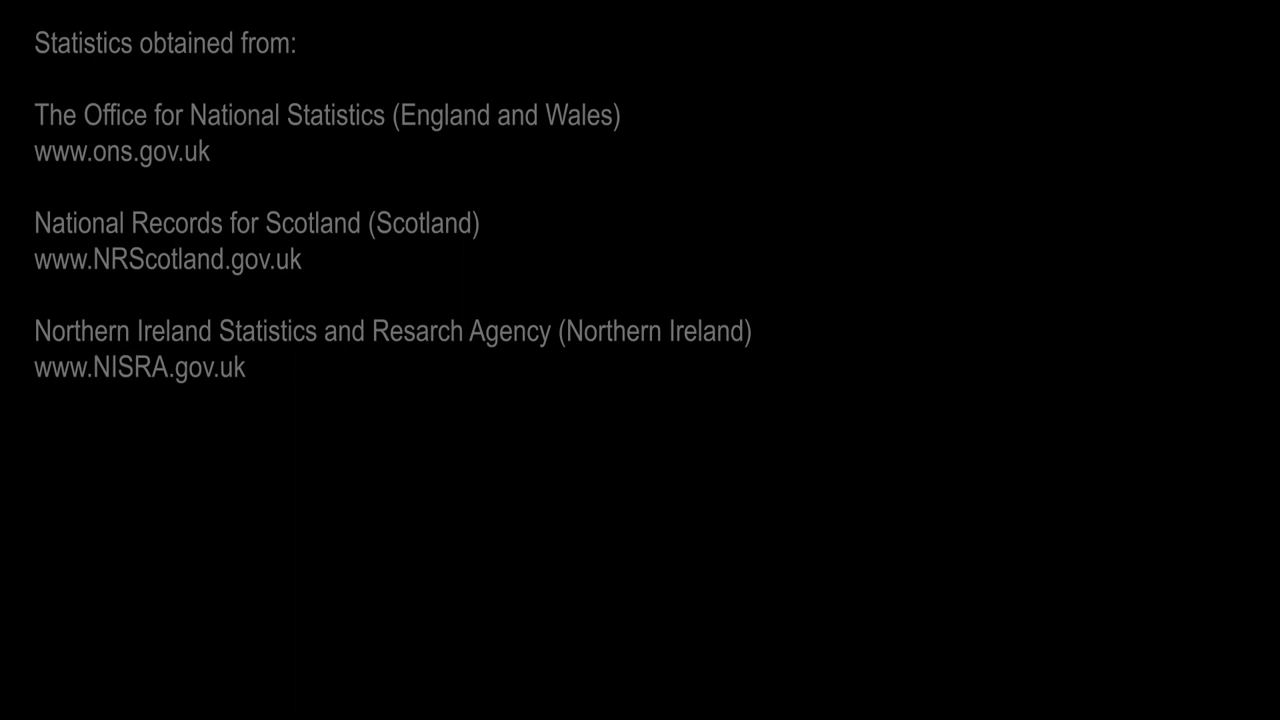 Statistics obtained from:
The Office for National Statistics (England and Wales)
www.ons.gov.uk
National Records for Scotland (Scotland)
www.NRScotland.gov.uk
Northern Ireland Statistics and Resarch Agency (Northern Ireland)
www.NISRA.gov.uk